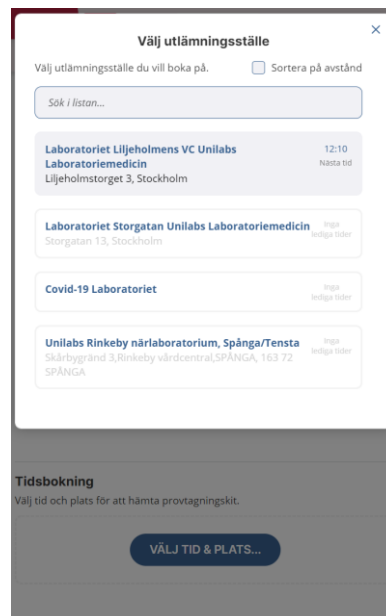 Välj utlämningsställe
Välj utlämningsställe du vill boka på.
Sortera på avstånd
Sök i listan...
Laboratoriet Liljeholmens VC Unilabs
Laboratoriemedicin
Liljeholmstorget 3, Stockholm
12:10
Nästa tid
Laboratoriet Storgatan Unilabs Laboratoriemedicin
Storgatan 13, Stockholm
Inga
lediga tider
Covid-19 Laboratoriet
Inga
lediga tider
Unilabs Rinkeby närlaboratorium, Spånga/Tensta
Skårbygränd 3,Rinkeby vårdcentral,SPÅNGA, 163 72
SPÅNGA
Inga
lediga tider
Tidsbokning
Välj tid och plats för att hämta provtagningskit.
VÄLJ TID & PLATS...